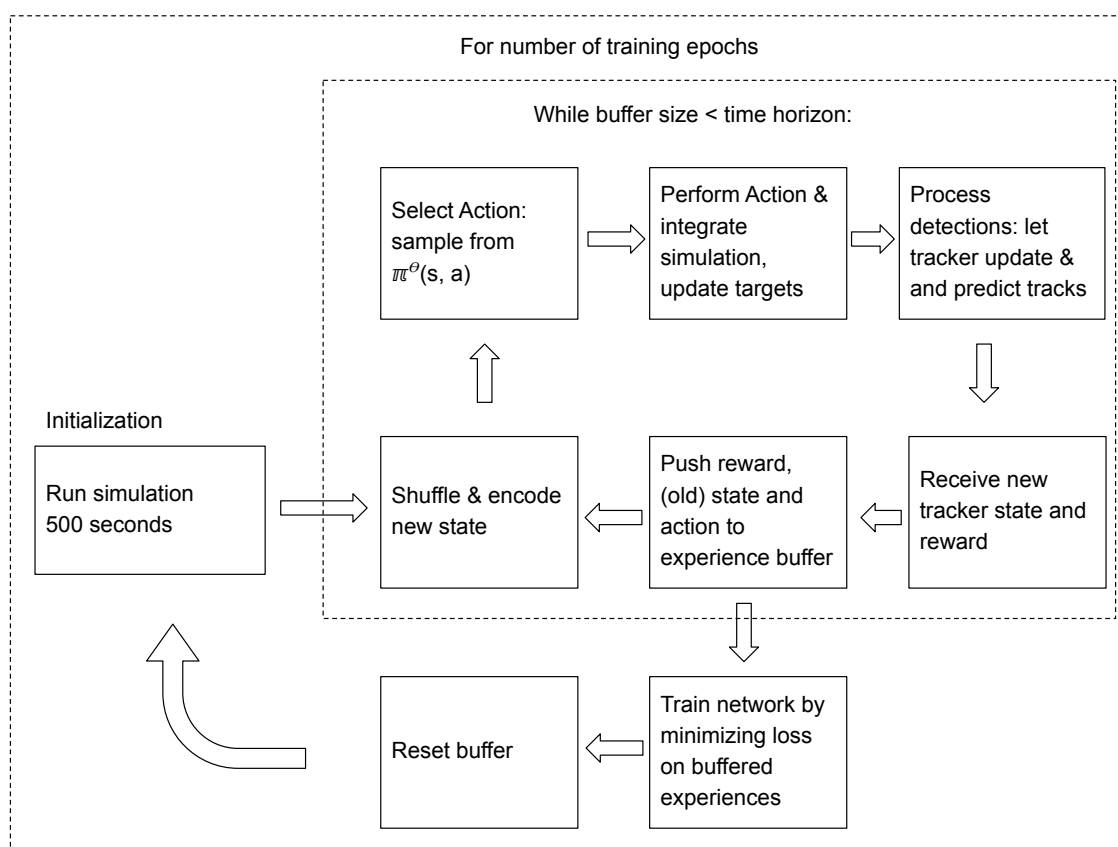 For number of training epochs
While buffer size < time horizon:
Select Action:
sample from
π^Θ(s, a)
Perform Action &
integrate
simulation,
update targets
Process
detections: let
tracker update &
and predict tracks
Initialization
Run simulation
500 seconds
Shuffle & encode
new state
Push reward,
(old) state and
action to
experience buffer
Receive new
tracker state and
reward
Reset buffer
Train network by
minimizing loss
on buffered
experiences